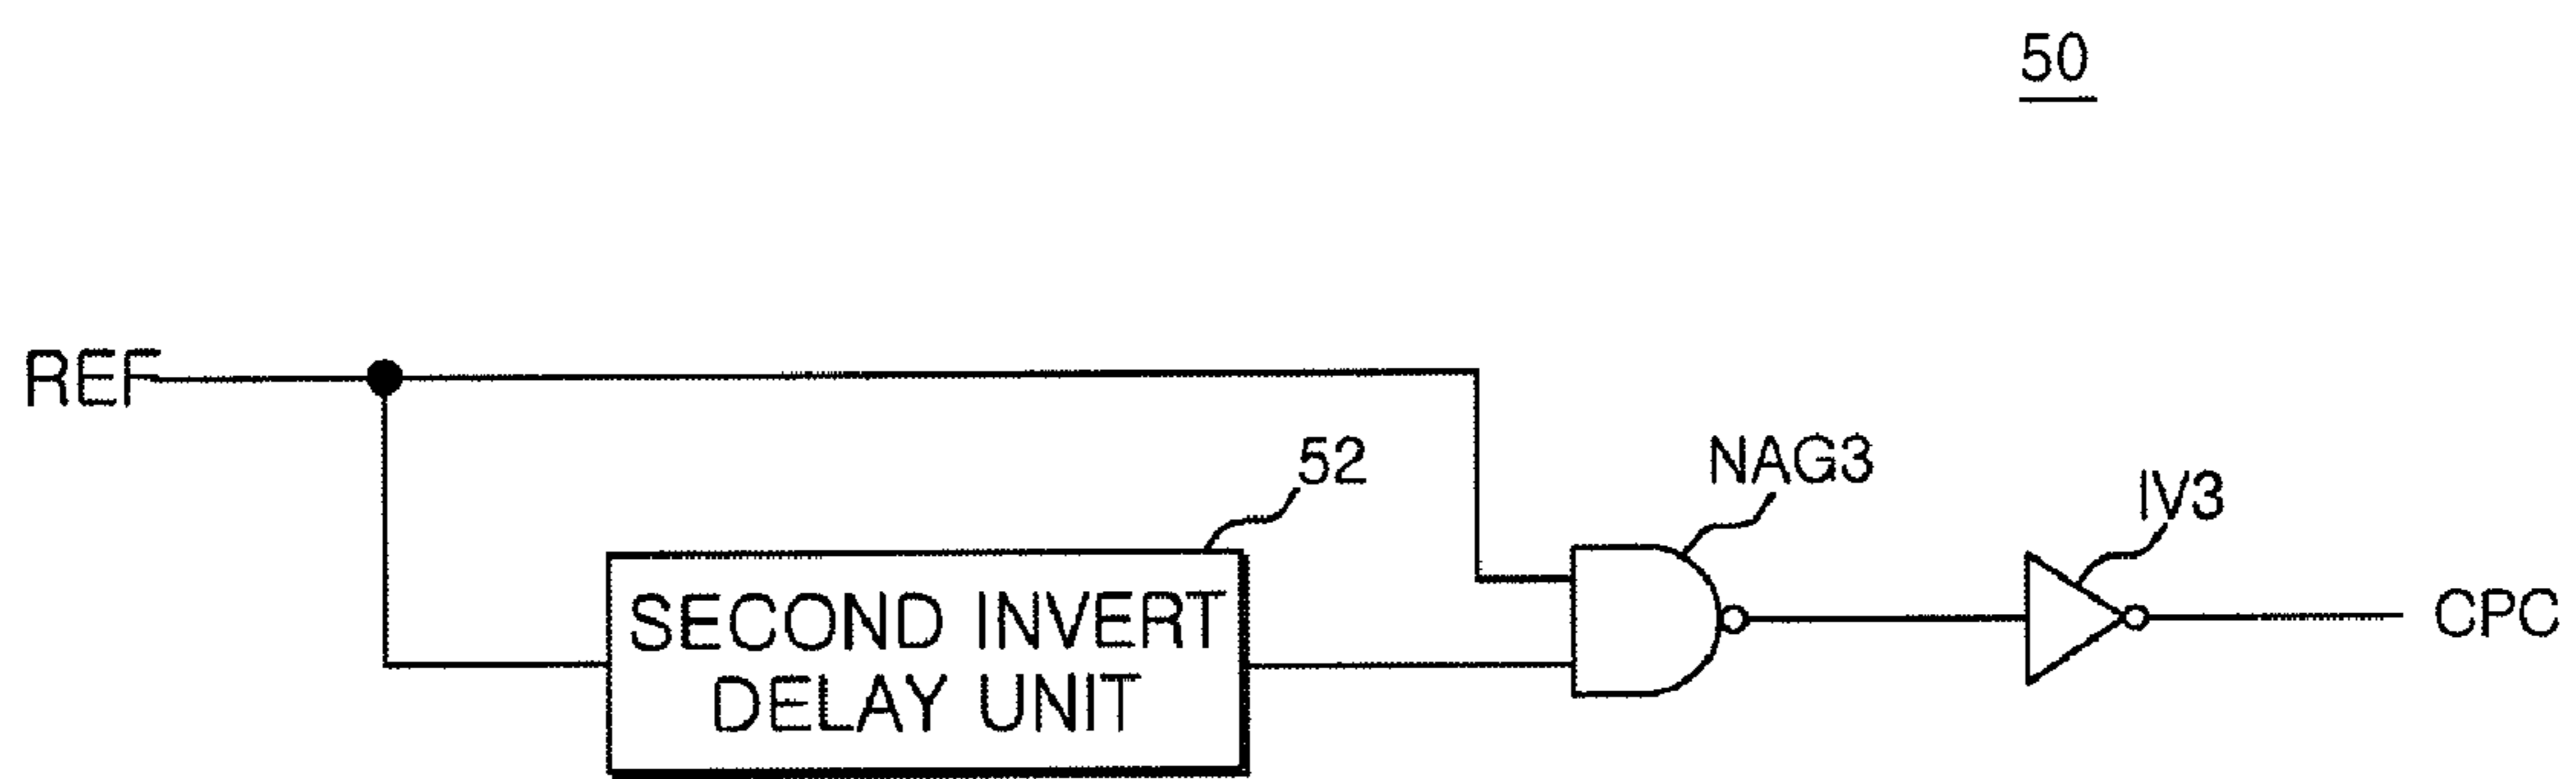 50
REF
52
NAG3
IV3
SECOND INVERT
DELAY UNIT
CPC